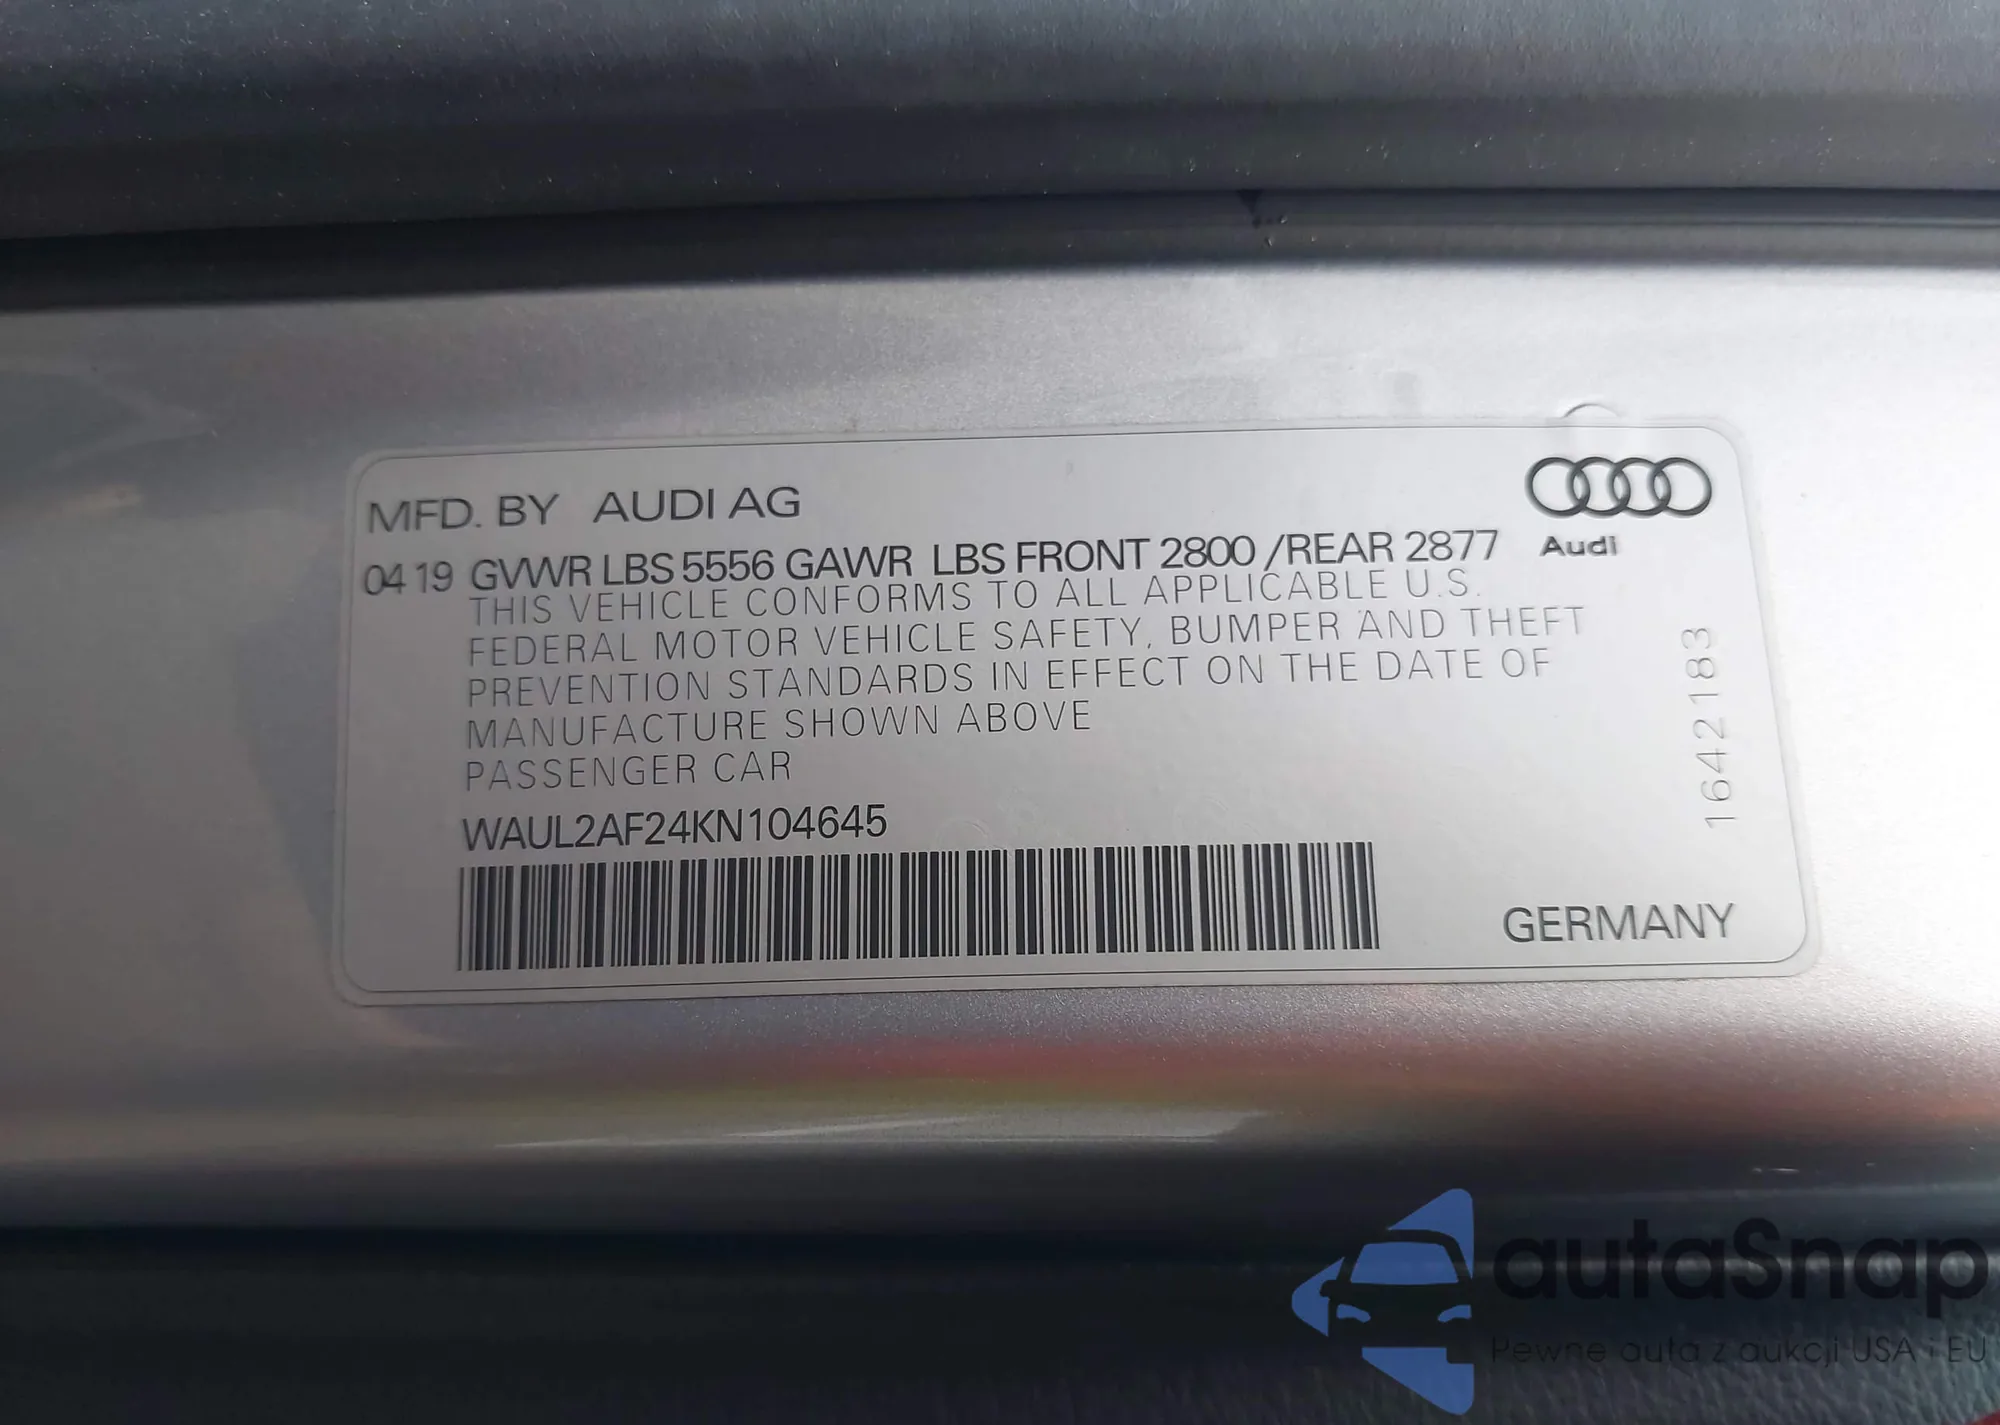 MFD. BY AUDI AG
Audi
04 19 GVWR LBS 5556 GAWR LBS FRONT 2800 /REAR 2877
THIS VEHICLE CONFORMS TO ALL APPLICABLE U.S.
FEDERAL MOTOR VEHICLE SAFETY, BUMPER AND THEFT
PREVENTION STANDARDS IN EFFECT ON THE DATE OF
MANUFACTURE SHOWN ABOVE
PASSENGER CAR
WAUL2AF24KN104645
1642183
GERMANY
autaSnap
Pewne auta z aukcji USA i EU